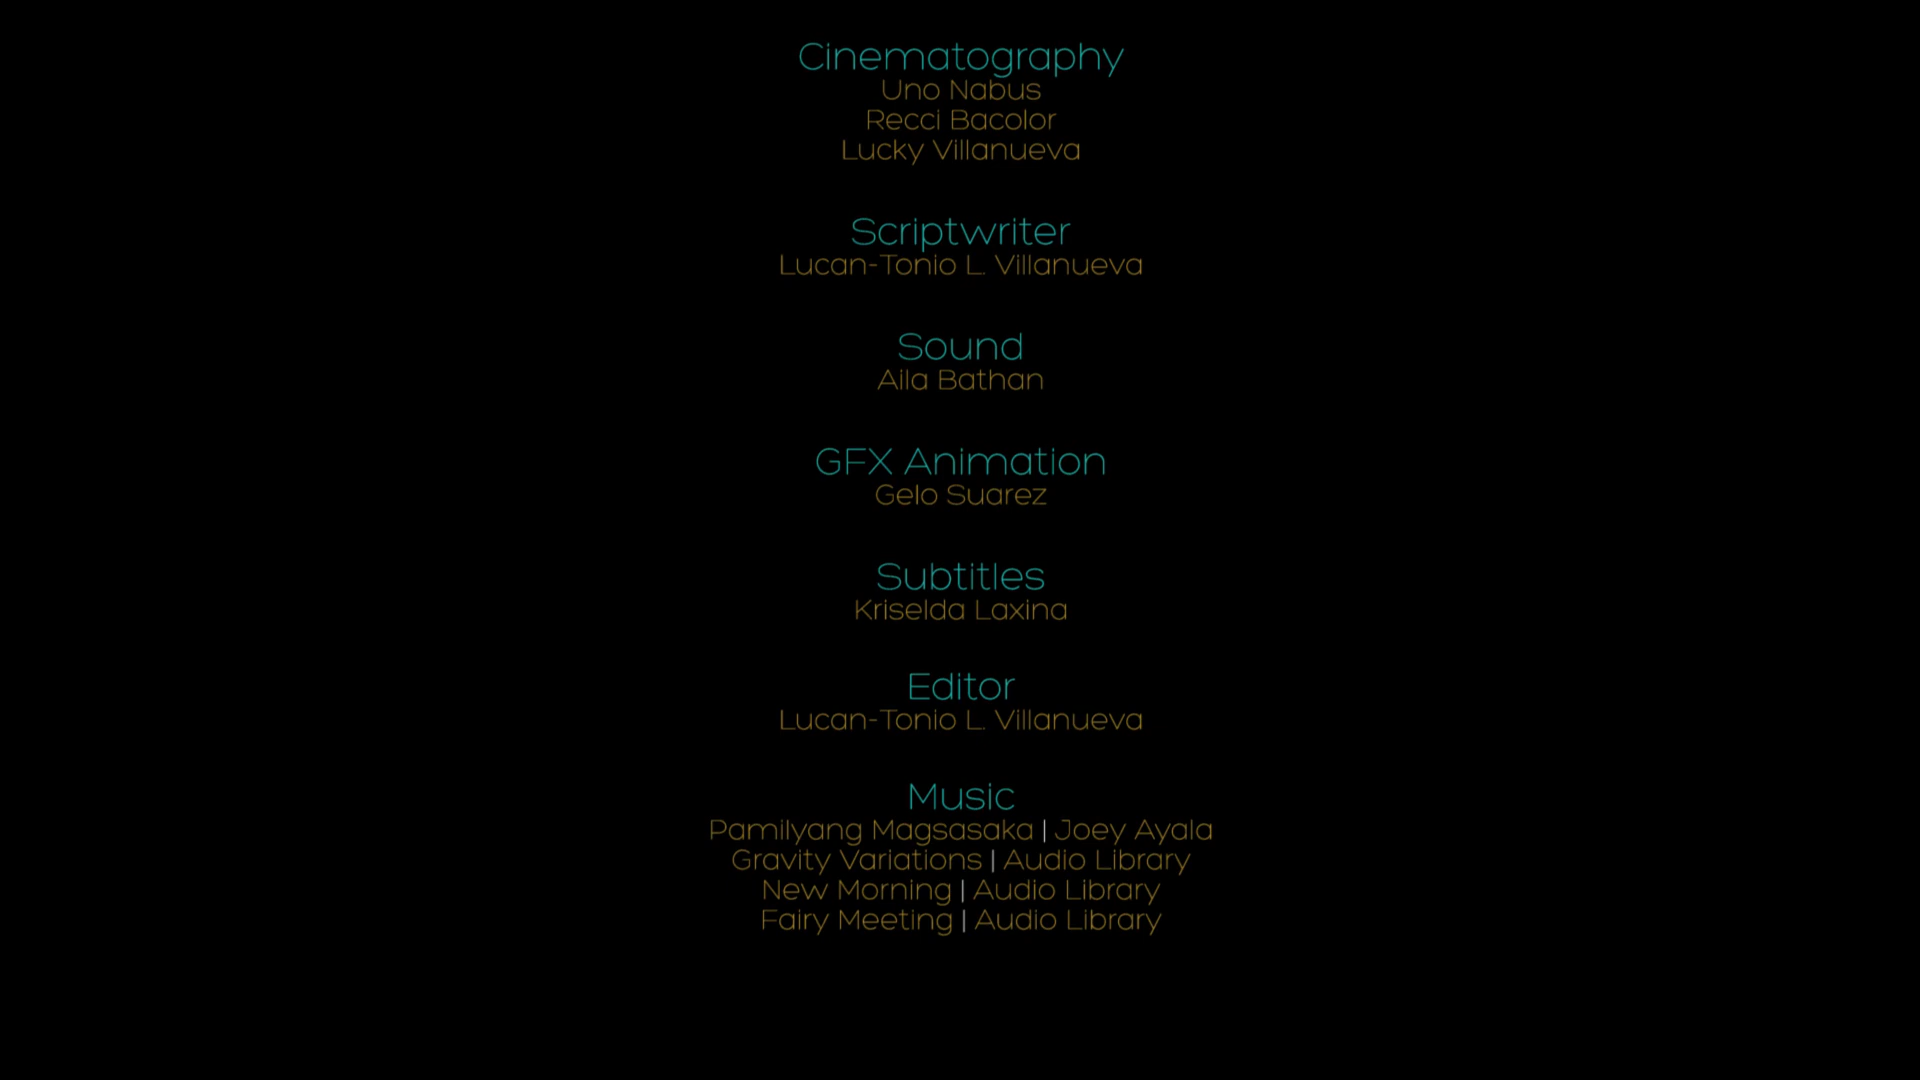 Cinematography
Uno Nabus
Recci Bacolor
Lucky Villanueva
Scriptwriter
Lucan-Tonio L. Villanueva
Sound
Aila Bathan
GFX Animation
Gelo Suarez
Subtitles
Kriselda Laxina
Editor
Lucan-Tonio L. Villanueva
Music
Pamilyang Magsasaka | Joey Ayala
Gravity Variations | Audio Library
New Morning | Audio Library
Fairy Meeting | Audio Library